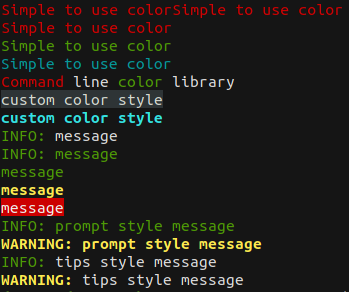 Simple to use colorSimple to use color
Simple to use color
Simple to use color
Simple to use color
Command line color library
custom color style
custom color style
INFO: message
INFO: message
message
message
message
INFO: prompt style message
WARNING: prompt style message
INFO: tips style message
WARNING: tips style message